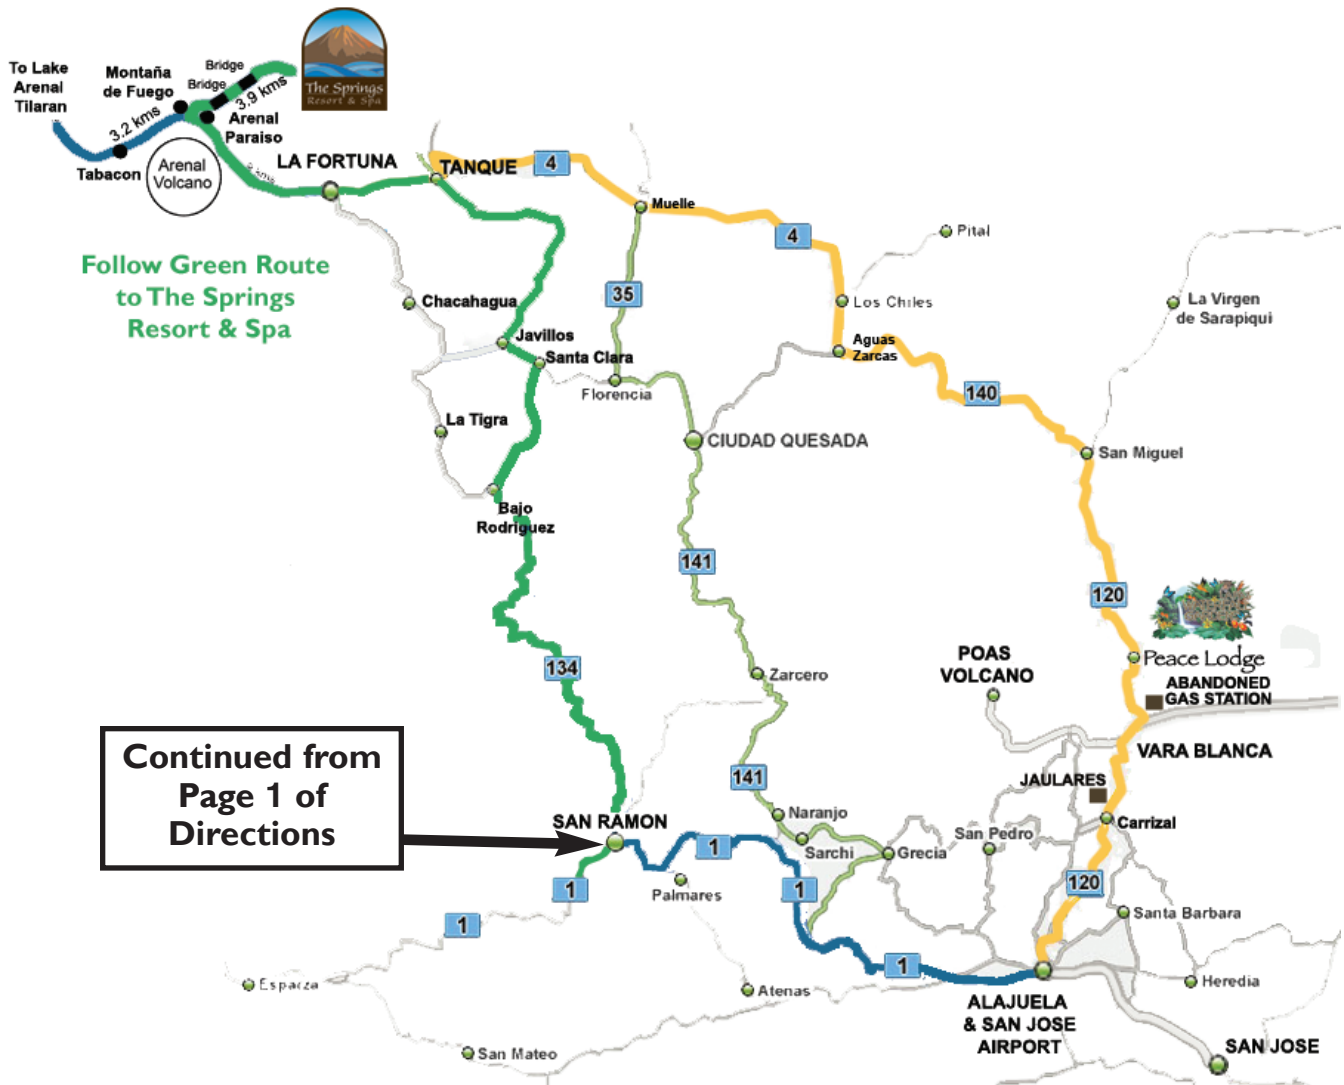 The Springs
Resort & Spa
To Lake
Arenal
Tilaran
Montaña
de Fuego
Bridge
Bridge
3.9 kms
3.2 kms
Arenal
Paraiso
Tabacon
Arenal
Volcano
LA FORTUNA
TANQUE
4
Muelle
4
Pital
Follow Green Route
to The Springs
Resort & Spa
35
Chacahagua
Los Chiles
La Virgen
de Sarapiqui
Javillos
Santa Clara
Aguas
Zarcas
Florencia
140
La Tigra
CIUDAD QUESADA
San Miguel
Bajo
Rodriguez
141
120
134
Zarcero
Peace Lodge
POAS
VOLCANO
ABANDONED
GAS STATION
VARA BLANCA
Continued from
Page 1 of
Directions
141
JAULARES
SAN RAMON
Naranjo
San Pedro
Carrizal
1
Sarchi
Grecia
1
Palmares
1
120
1
Santa Barbara
1
Esparza
Atenas
Heredia
ALAJUELA
& SAN JOSE
AIRPORT
San Mateo
SAN JOSE